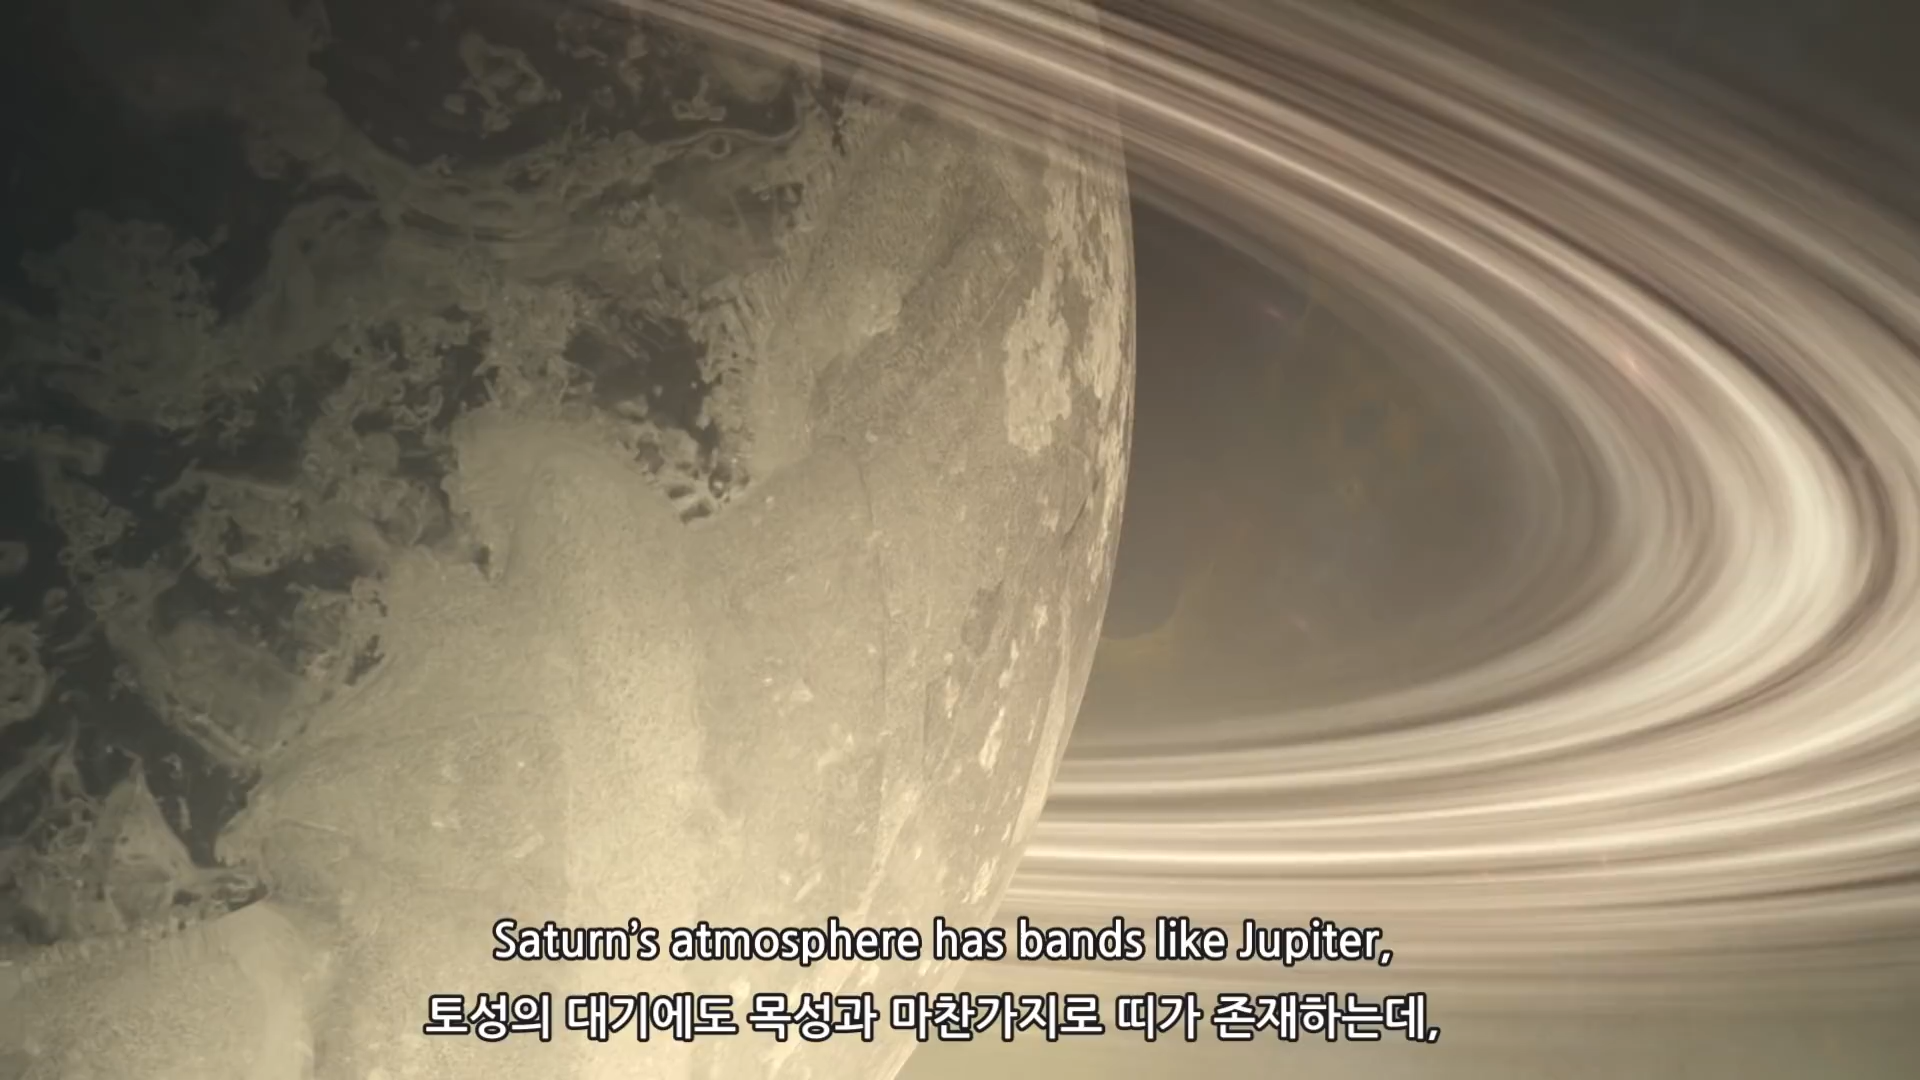 Saturn’s atmosphere has bands like Jupiter,
토성의 대기에도 목성과 마찬가지로 띠가 존재하는데,